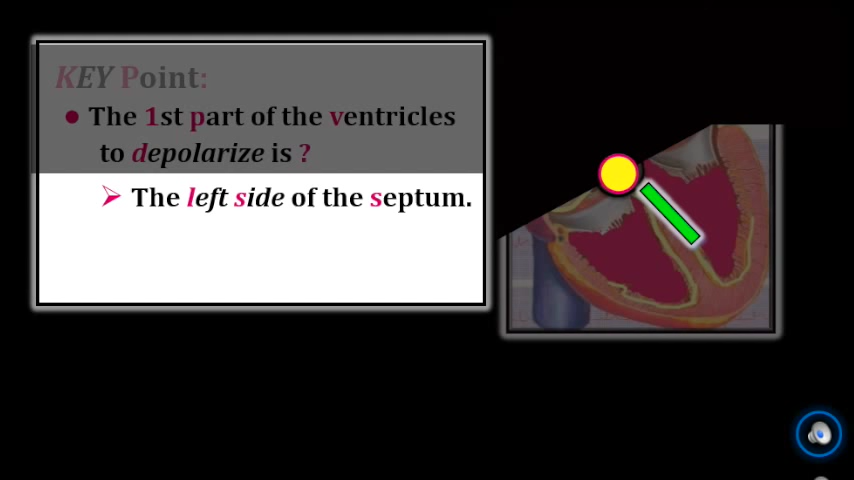 KEY Point:
● The 1st part of the ventricles
to depolarize is ?
➢ The left side of the septum.